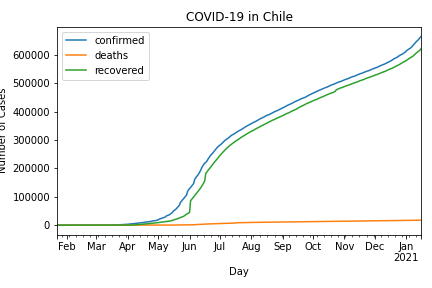 COVID-19 in Chile
confirmed
deaths
recovered
600000
500000
400000
300000
200000
100000
0
Number of Cases
Feb Mar Apr May Jun Jul Aug Sep Oct Nov Dec Jan
2021
Day